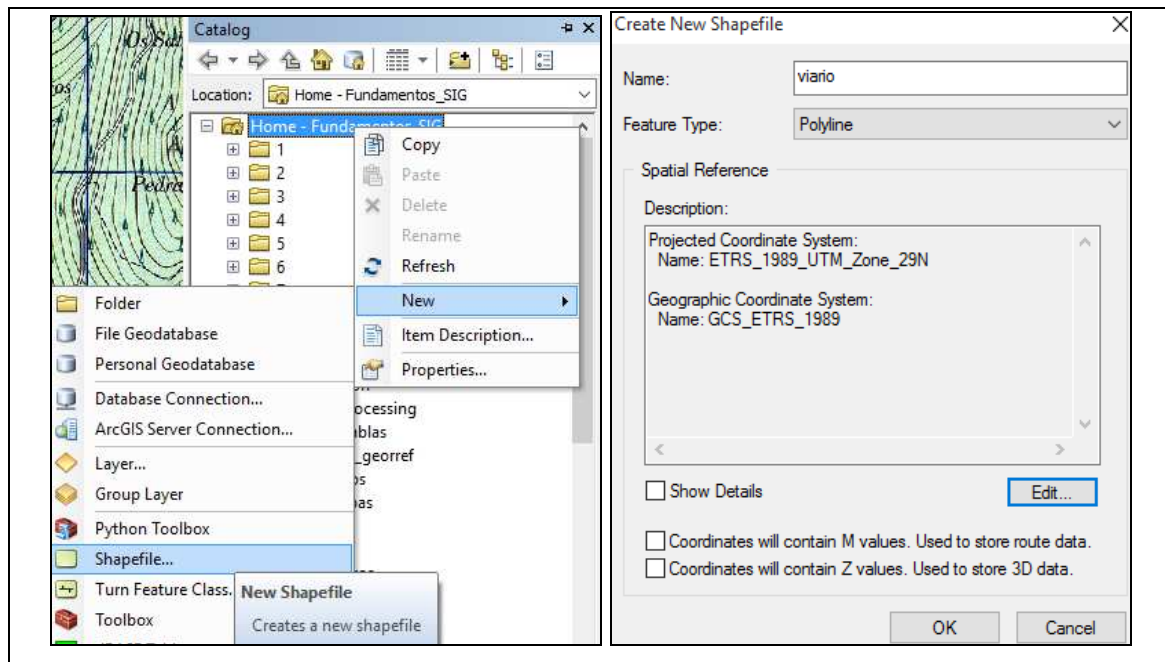 Catalog
Location: Home - Fundamentos_SIG
Home - Fundamentos_SIG
1
2
3
4
5
6
Copy
Paste
Delete
Rename
Refresh
New
Item Description...
Properties...
Folder
File Geodatabase
Personal Geodatabase
Database Connection...
ArcGIS Server Connection...
Layer...
Group Layer
Python Toolbox
Shapefile...
Turn Feature Class.
Toolbox
New Shapefile
Creates a new shapefile
ocessing
blas
_georref
os
pas
Pedra
Create New Shapefile
Name: viario
Feature Type: Polyline
Spatial Reference
Description:
Projected Coordinate System:
Name: ETRS_1989_UTM_Zone_29N
Geographic Coordinate System:
Name: GCS_ETRS_1989
Show Details
Edit...
Coordinates will contain M values. Used to store route data.
Coordinates will contain Z values. Used to store 3D data.
OK Cancel